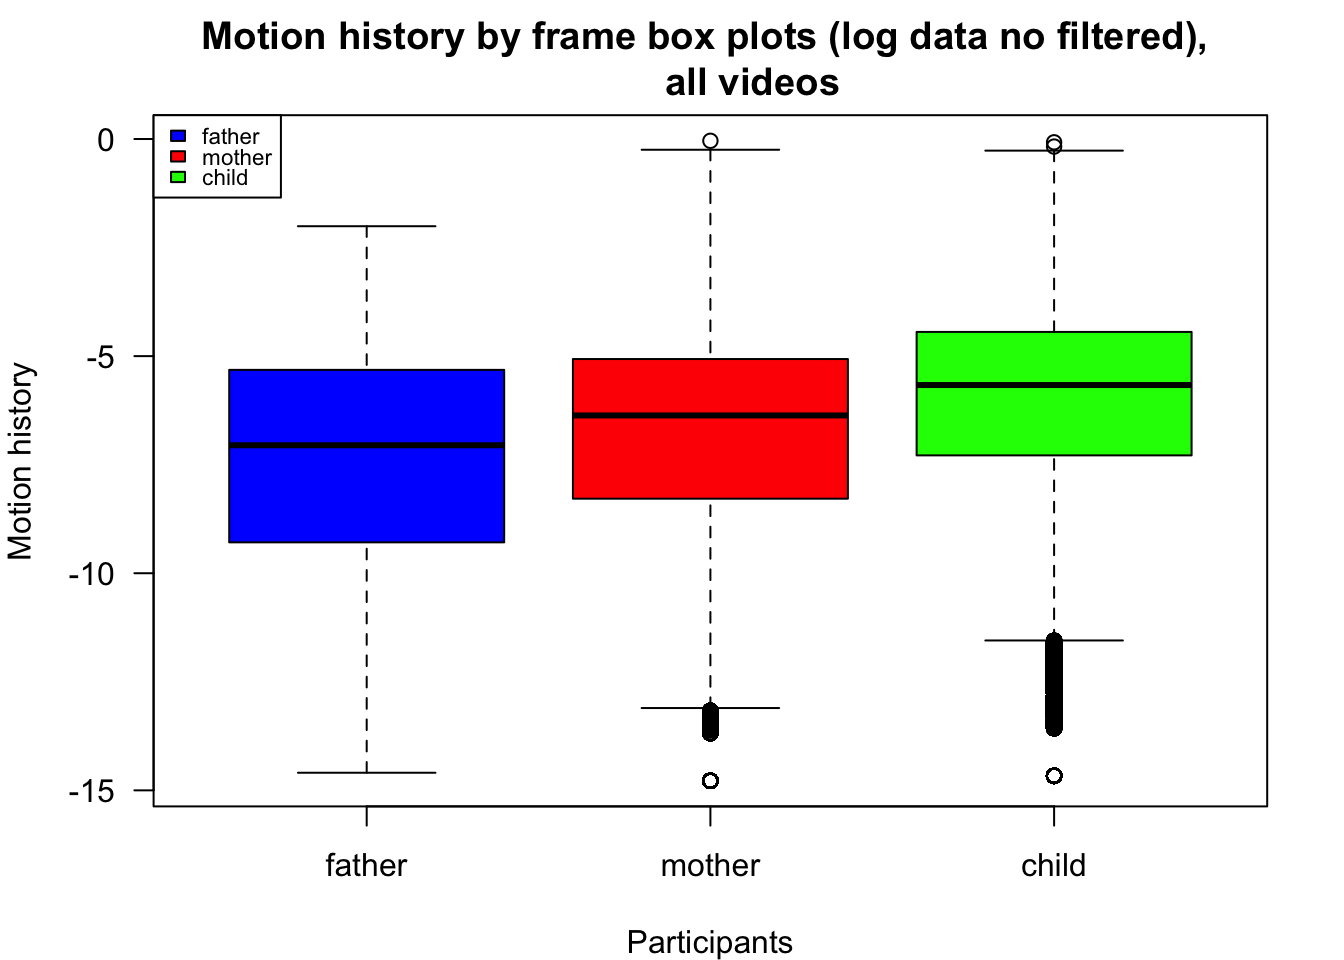 Motion history by frame box plots (log data no filtered),
all videos
0
-5
-10
-15
Motion history
father
mother
child
father
mother
child
Participants